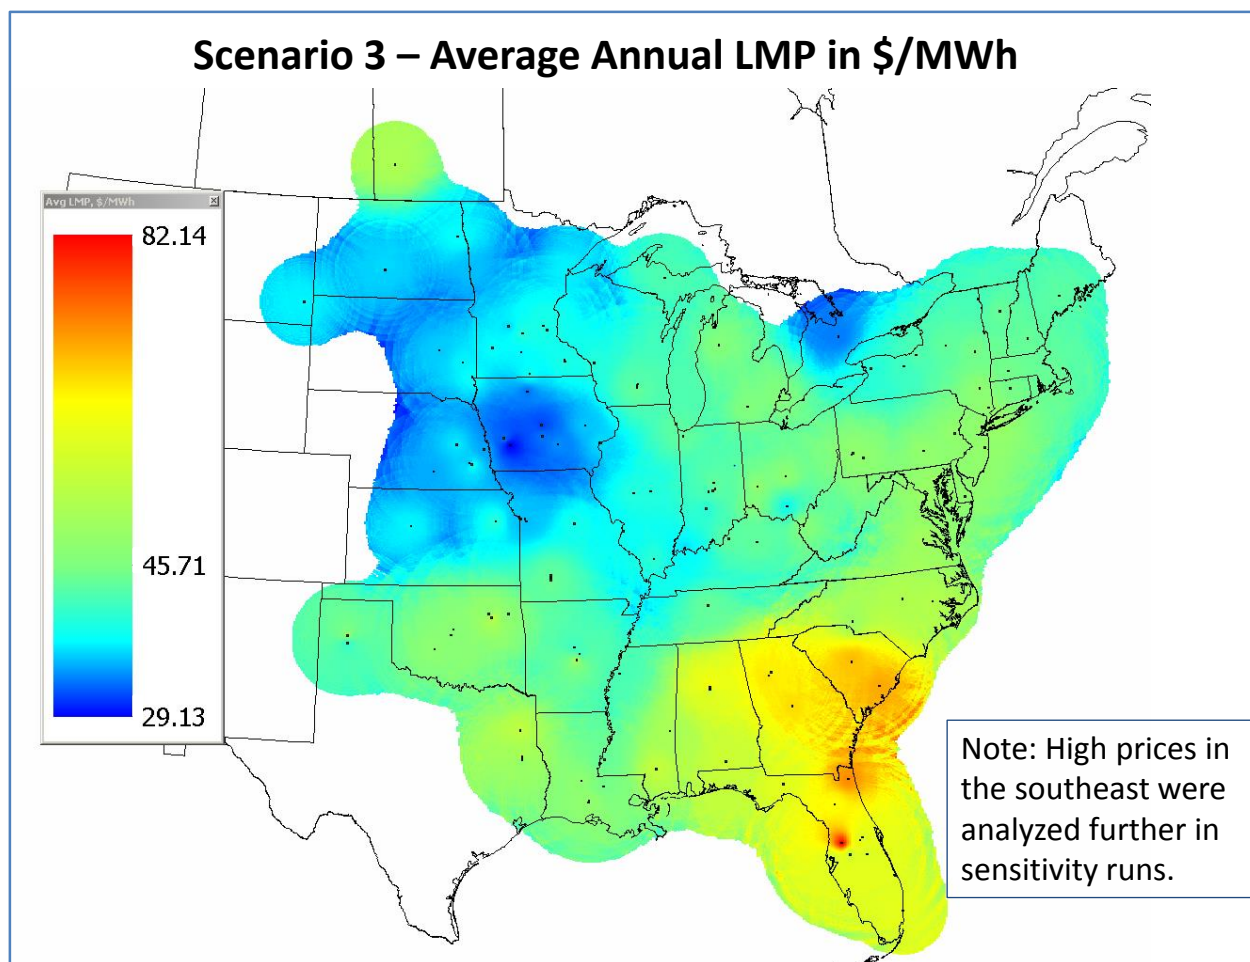 Scenario 3 – Average Annual LMP in $/MWh
Avg LMP, $/MWh
82.14
45.71
29.13
Note: High prices in
the southeast were
analyzed further in
sensitivity runs.